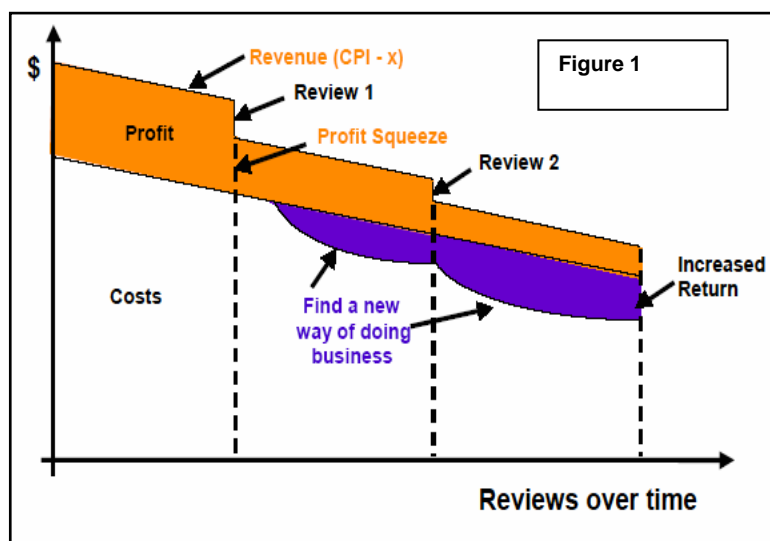 $
Revenue (CPI - x)
Figure 1
Review 1
Profit
Profit Squeeze
Review 2
Costs
Find a new
way of doing
business
Increased
Return
Reviews over time